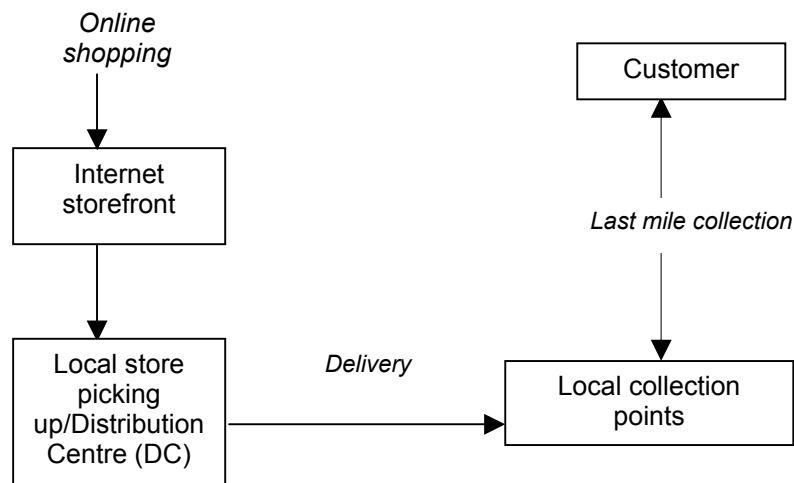 Online
shopping
Customer
Internet
storefront
Last mile collection
Local store
picking
up/Distribution
Centre (DC)
Delivery
Local collection
points